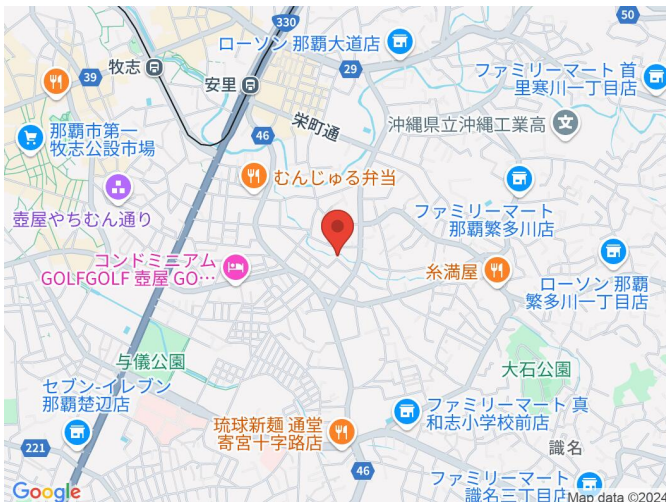 330
50
ローソン 那覇大道店
牧志
29
ファミリーマート 首
里寒川一丁目店
39
安里
栄町通
沖縄県立沖縄工業高
那覇市第一
牧志公設市場
46
むんじゅる弁当
壺屋やちむん通り
ファミリーマート
那覇繁多川店
コンドミニアム
GOLFGOLF 壺屋 GO…
糸満屋
ローソン 那覇
繁多川一丁目店
与儀公園
大石公園
セブン-イレブン
那覇楚辺店
琉球新麺 通堂
寄宮十字路店
ファミリーマート 真
和志小学校前店
221
識名
46
ファミリーマート
識名三丁目店
Google
Map data ©2024